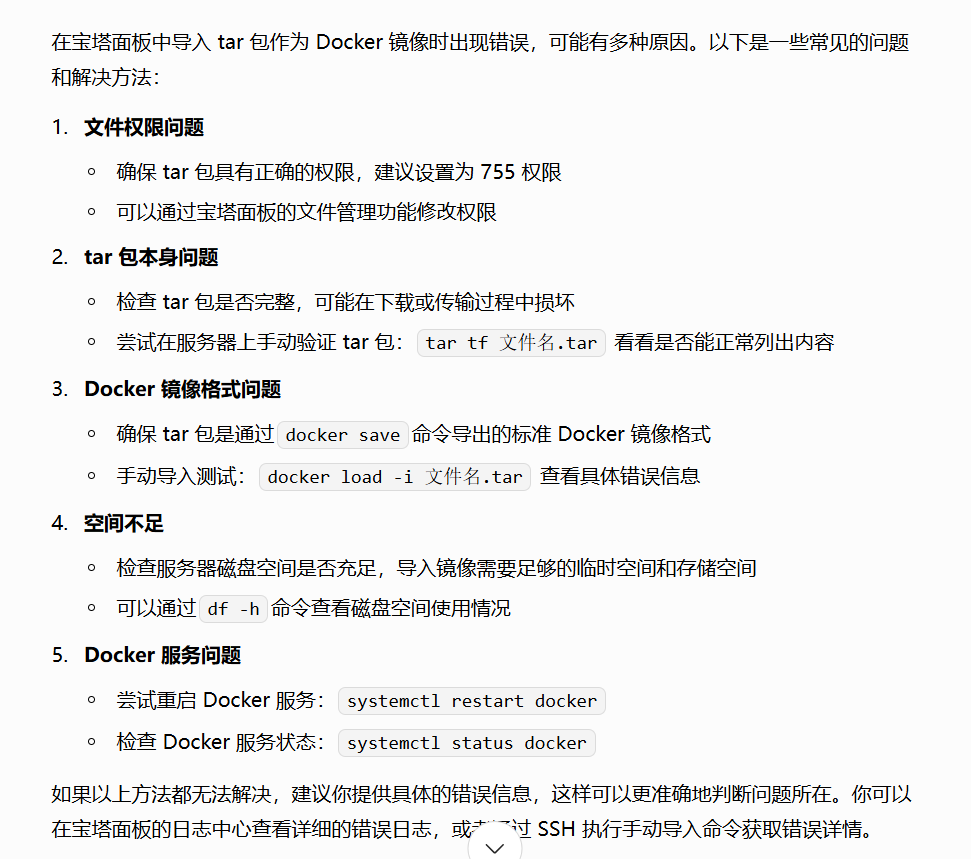 在宝塔面板中导入 tar 包作为 Docker 镜像时出现错误，可能有多种原因。以下是一些常见的问题
和解决方法：
1. 文件权限问题
确保 tar 包具有正确的权限，建议设置为 755 权限
可以通过宝塔面板的文件管理功能修改权限
2. tar 包本身问题
检查 tar 包是否完整，可能在下载或传输过程中损坏
尝试在服务器上手动验证 tar 包： tar tf 文件名.tar 看看是否能正常列出内容
3. Docker 镜像格式问题
确保 tar 包是通过 docker save 命令导出的标准 Docker 镜像格式
手动导入测试： docker load -i 文件名.tar 查看具体错误信息
4. 空间不足
检查服务器磁盘空间是否充足，导入镜像需要足够的临时空间和存储空间
可以通过 df -h 命令查看磁盘空间使用情况
5. Docker 服务问题
尝试重启 Docker 服务： systemctl restart docker
检查 Docker 服务状态： systemctl status docker
如果以上方法都无法解决，建议你提供具体的错误信息，这样可以更准确地判断问题所在。你可以
在宝塔面板的日志中心查看详细的错误日志，或 过 SSH 执行手动导入命令获取错误详情。